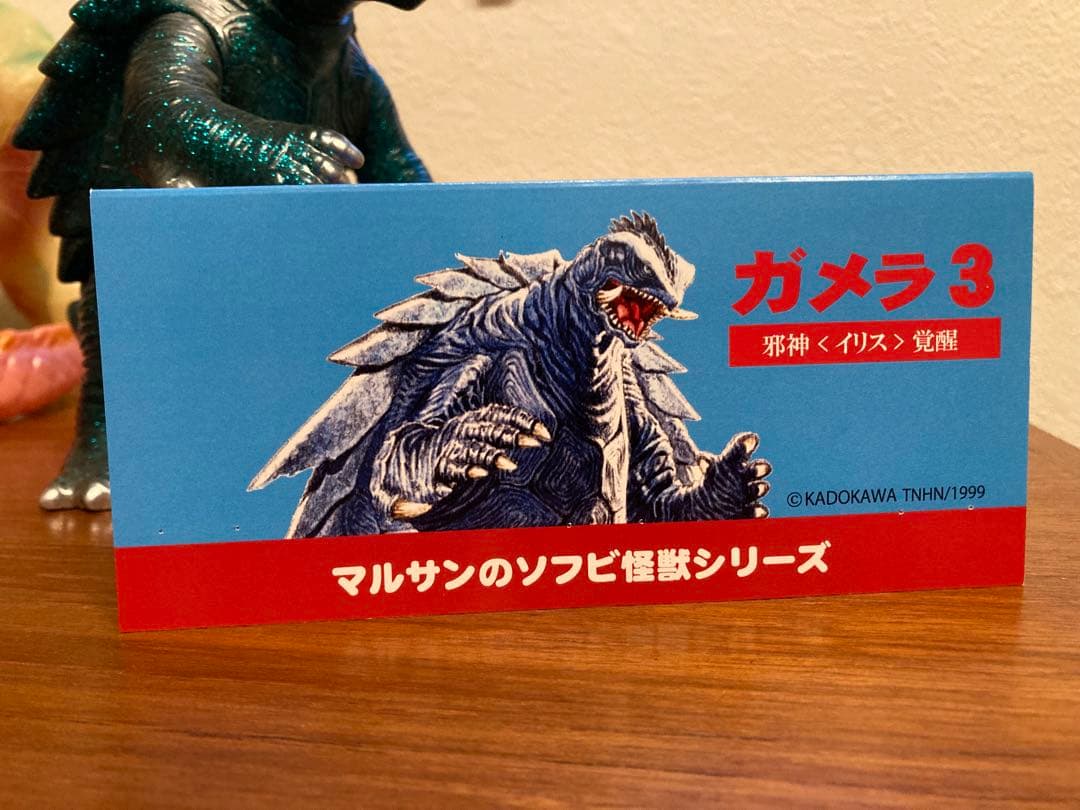 ガメラ3
邪神<イリス>覚醒
©KADOKAWA TNHN/1999
マルサンのソフビ怪獣シリーズ